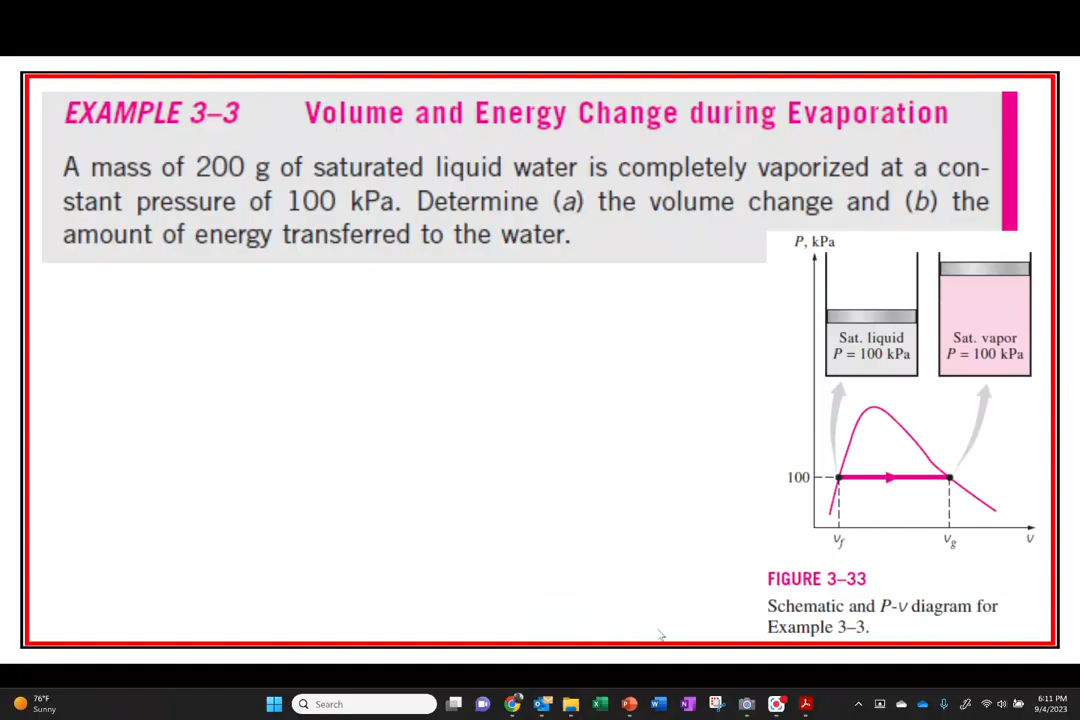 EXAMPLE 3–3 Volume and Energy Change during Evaporation
A mass of 200 g of saturated liquid water is completely vaporized at a con-
stant pressure of 100 kPa. Determine (a) the volume change and (b) the
amount of energy transferred to the water.
P, kPa
Sat. liquid
P = 100 kPa
Sat. vapor
P = 100 kPa
100
vf
vg
v
FIGURE 3–33
Schematic and P-v diagram for
Example 3–3.
76°F
Sunny
Search
6:11 PM
9/4/2023